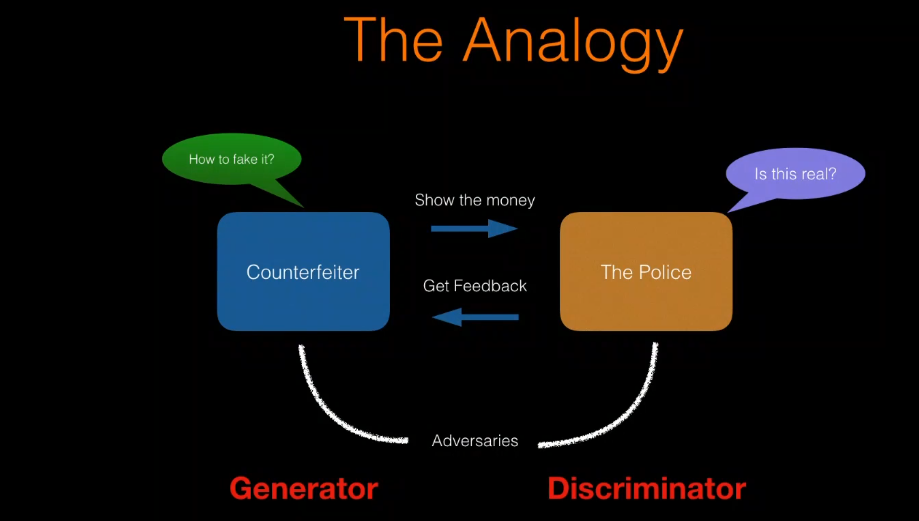 The Analogy
How to fake it?
Is this real?
Show the money
Counterfeiter
The Police
Get Feedback
Adversaries
Generator
Discriminator